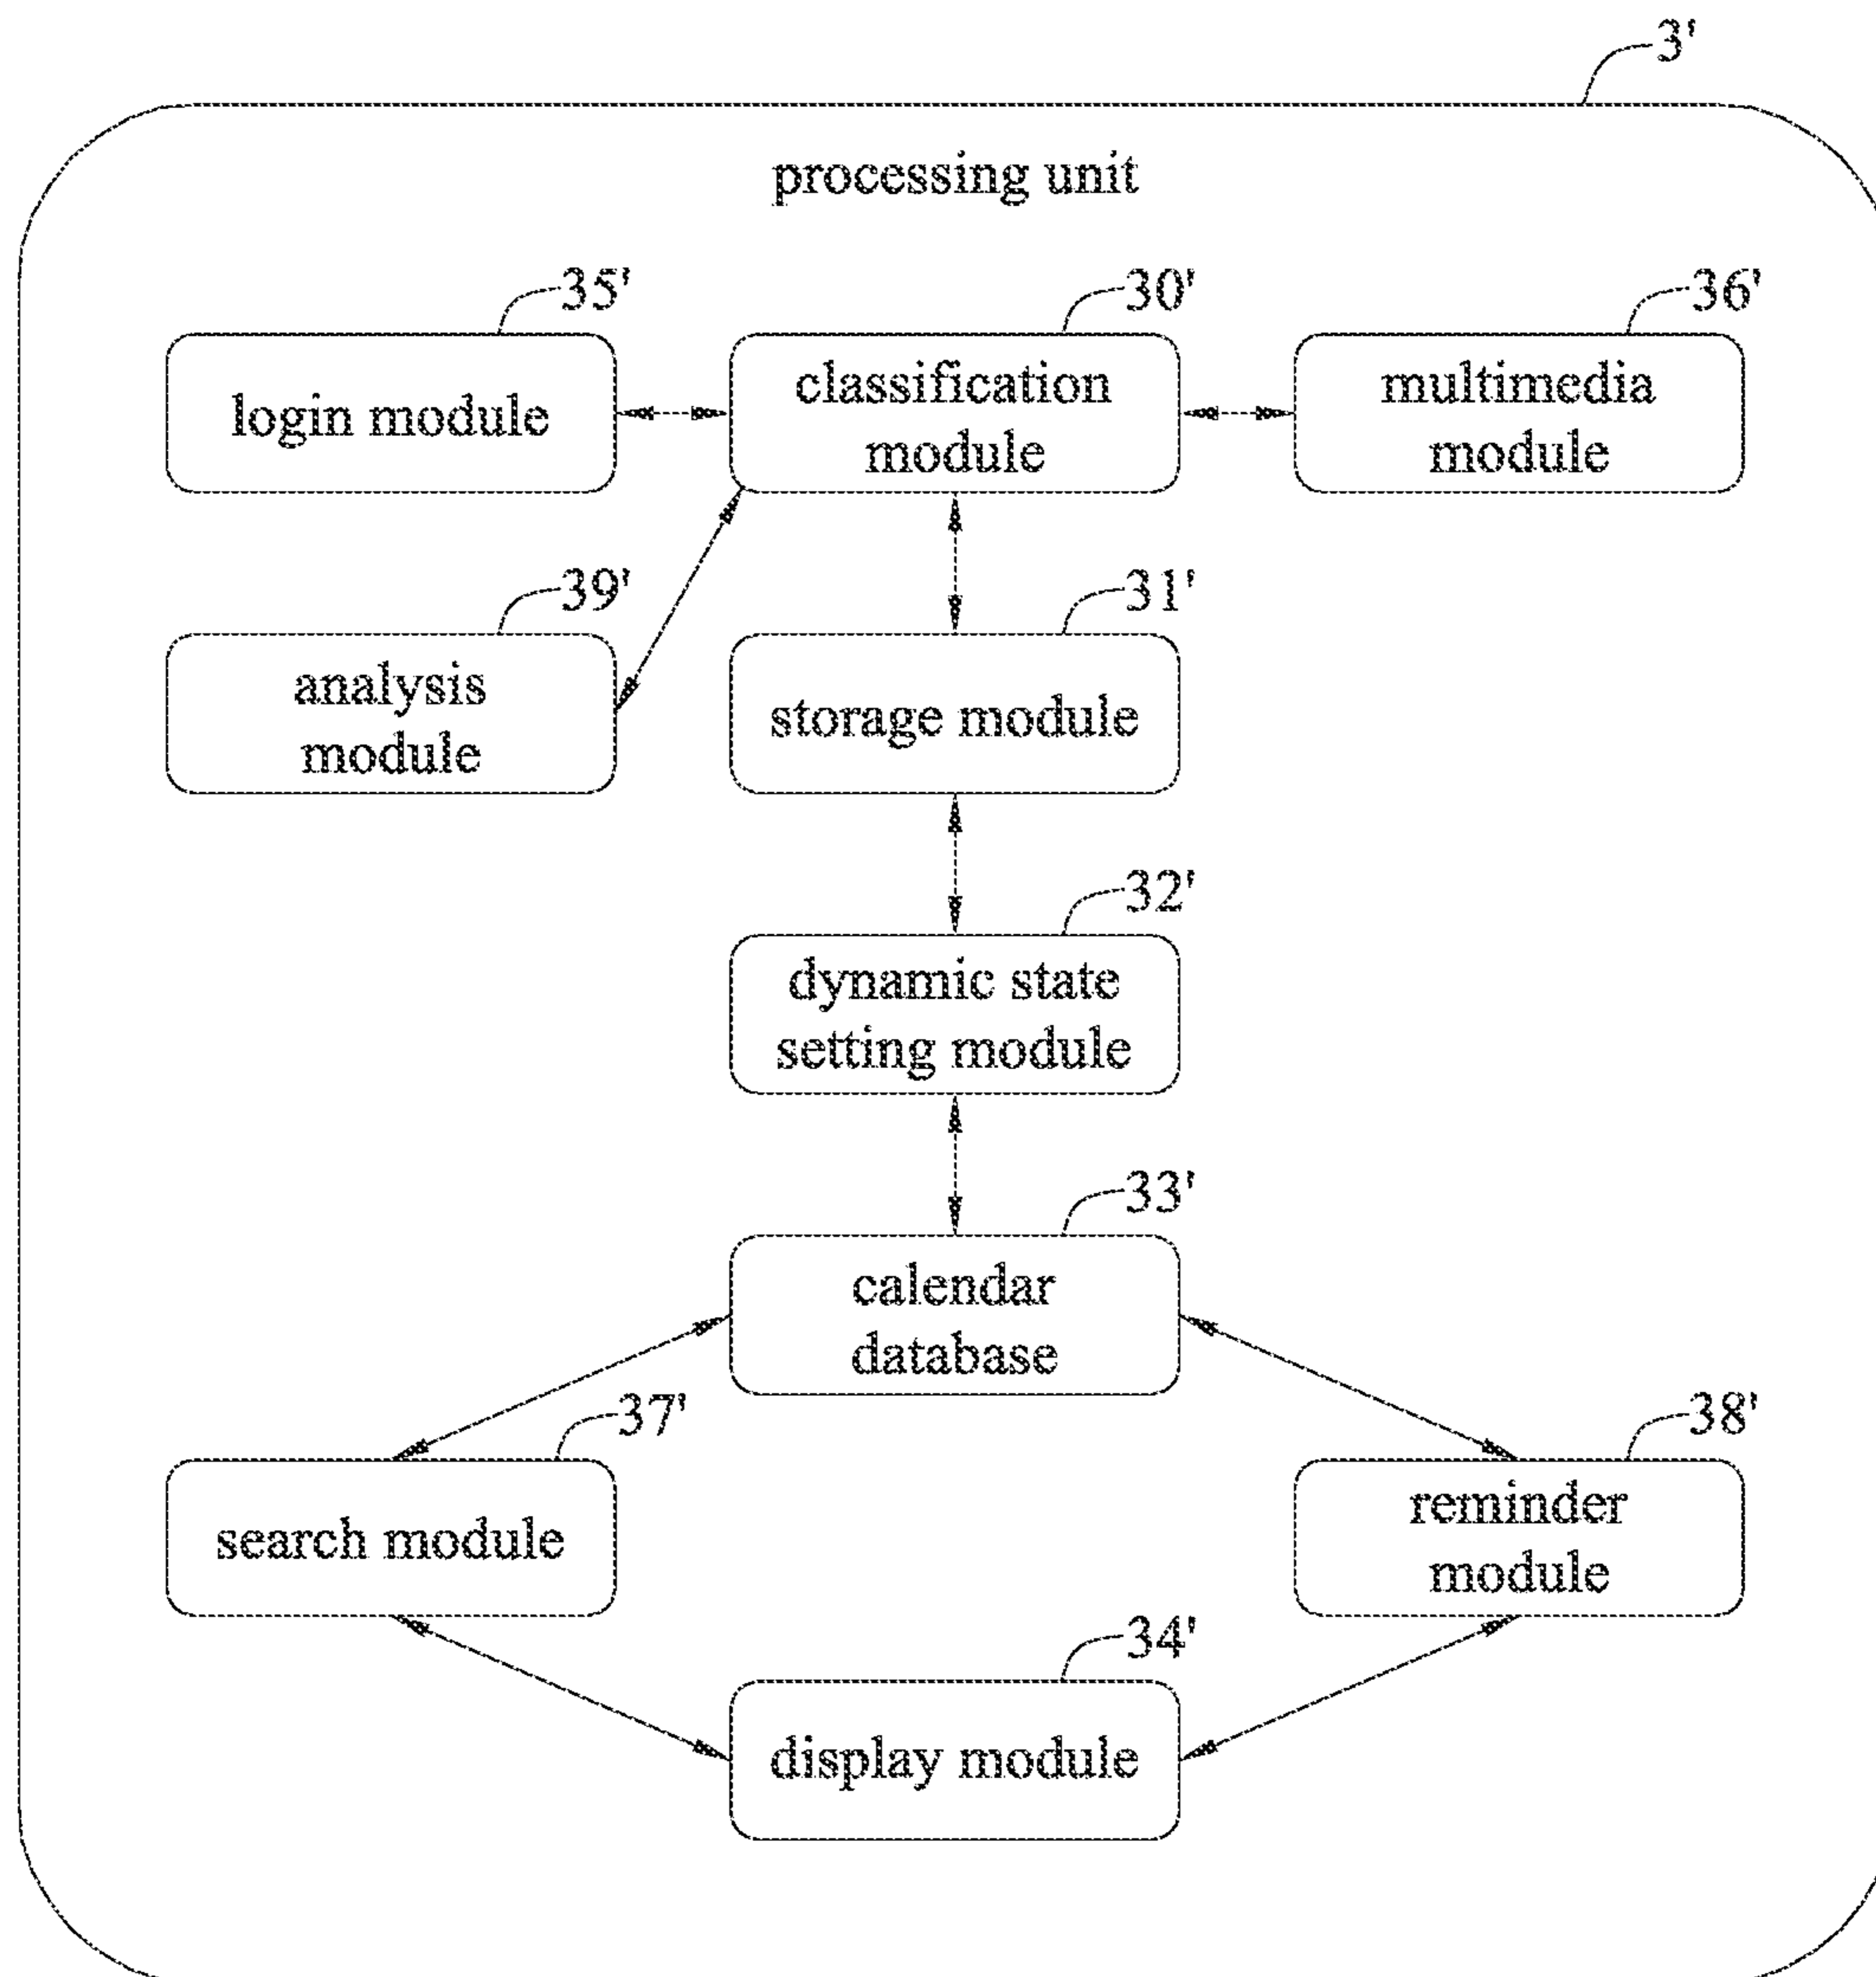 3'
processing unit
35'
30'
36'
login module
classification
module
multimedia
module
39'
31'
analysis
module
storage module
32'
dynamic state
setting module
33'
calendar
database
37'
38'
search module
reminder
module
34'
display module